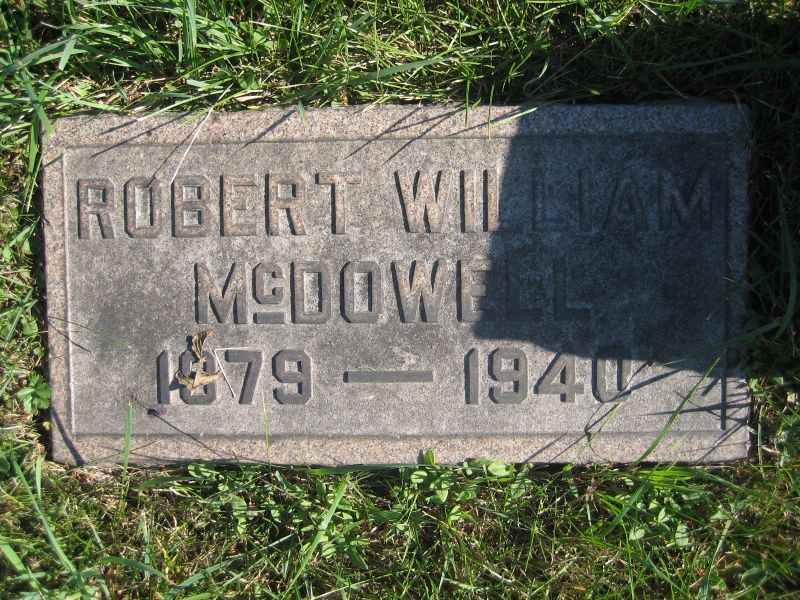 ROBERT WILLIAM
McDOWELL
1879 — 1940